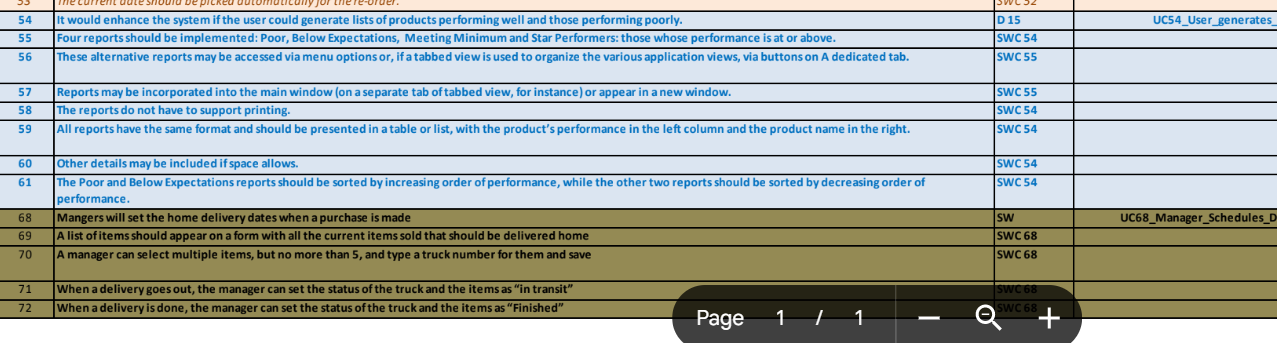 53 The current date should be picked automatically for the re-order. SWC 52
54 It would enhance the system if the user could generate lists of products performing well and those performing poorly. D 15 UC54_User_generates_
55 Four reports should be implemented: Poor, Below Expectations, Meeting Minimum and Star Performers: those whose performance is at or above. SWC 54
56 These alternative reports may be accessed via menu options or, if a tabbed view is used to organize the various application views, via buttons on A dedicated tab. SWC 55
57 Reports may be incorporated into the main window (on a separate tab of tabbed view, for instance) or appear in a new window. SWC 55
58 The reports do not have to support printing. SWC 54
59 All reports have the same format and should be presented in a table or list, with the product's performance in the left column and the product name in the right. SWC 54
60 Other details may be included if space allows. SWC 54
61 The Poor and Below Expectations reports should be sorted by increasing order of performance, while the other two reports should be sorted by decreasing order of SWC 54
performance.
68 Mangers will set the home delivery dates when a purchase is made SW UC68_Manager_Schedules_D
69 A list of items should appear on a form with all the current items sold that should be delivered home SWC 68
70 A manager can select multiple items, but no more than 5, and type a truck number for them and save SWC 68
71 When a delivery goes out, the manager can set the status of the truck and the items as “in transit” SWC 68
72 When a delivery is done, the manager can set the status of the truck and the items as “Finished” SWC 68
Page 1 / 1